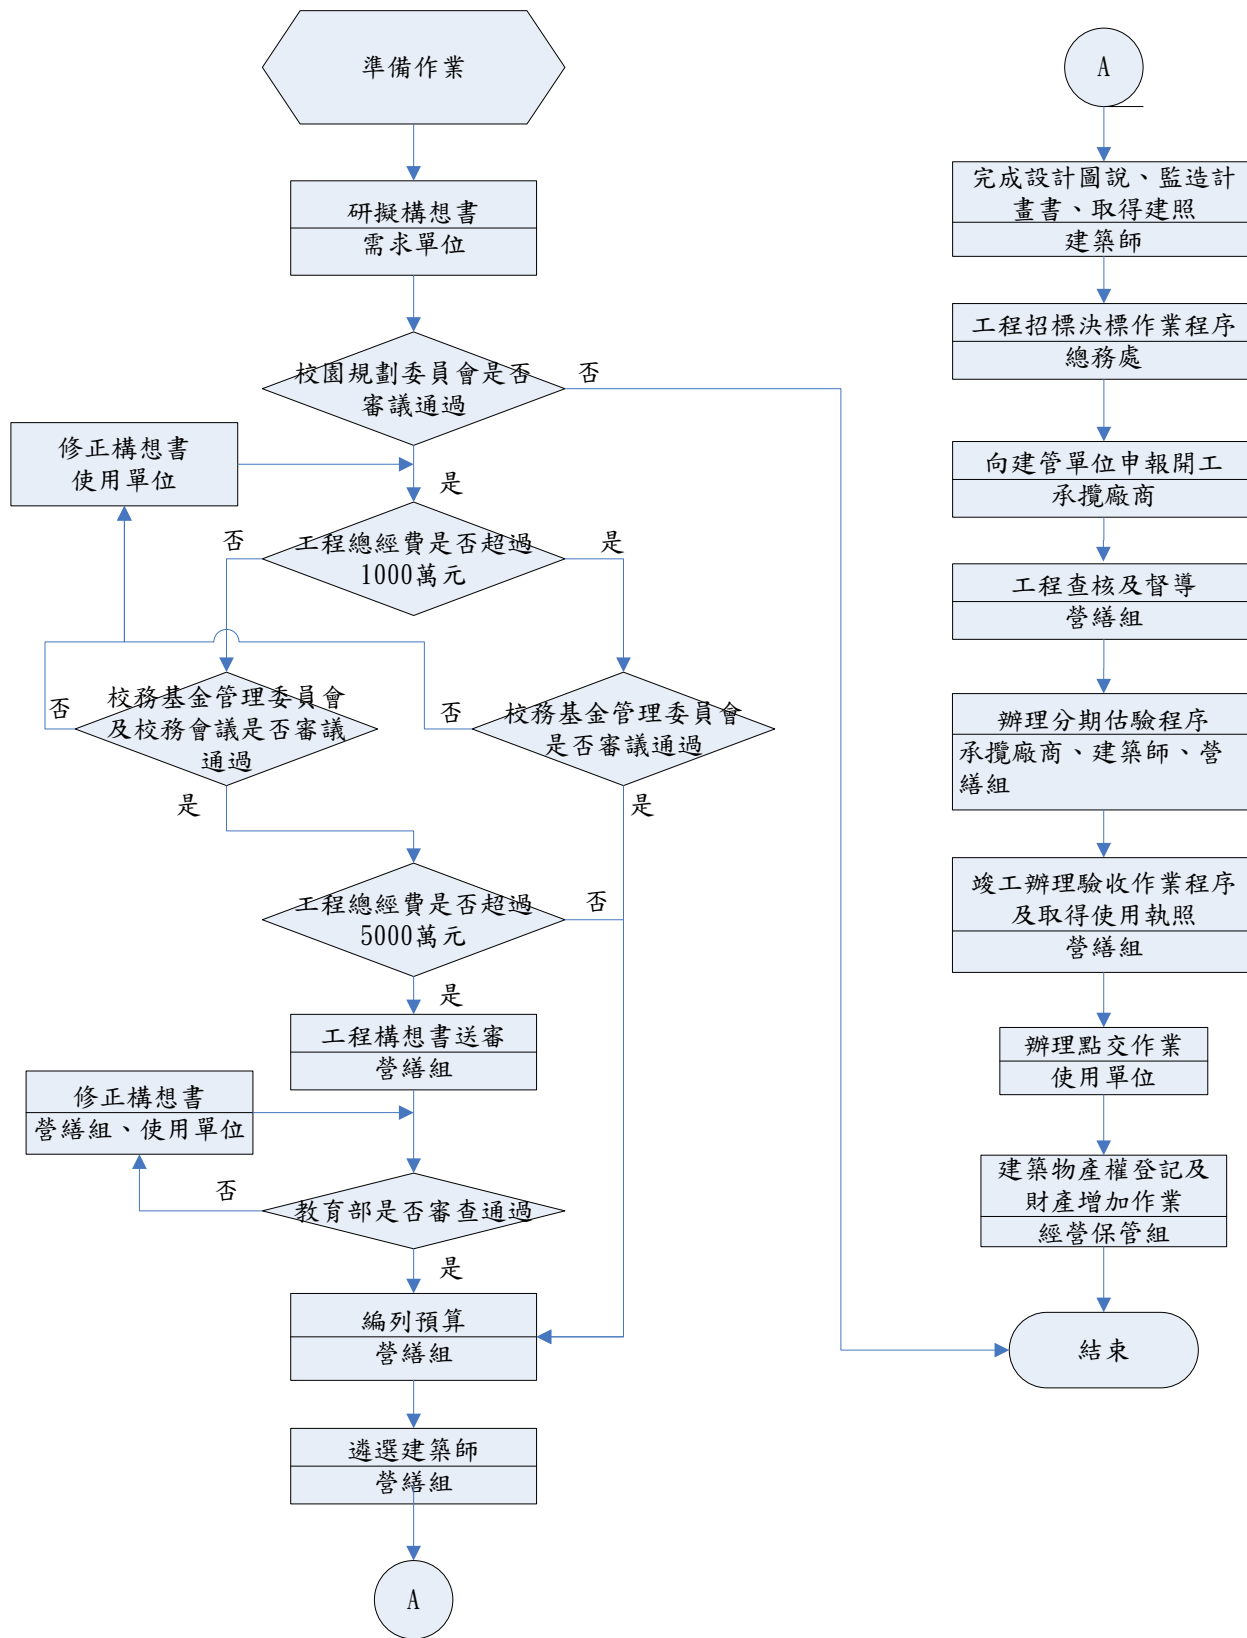 準備作業
研擬構想書
需求單位
校園規劃委員會是否
審議通過
否
修正構想書
使用單位
是
否
工程總經費是否超過
1000萬元
是
否
校務基金管理委員會
及校務會議是否審議
通過
否
校務基金管理委員會
是否審議通過
是
是
工程總經費是否超過
5000萬元
否
是
工程構想書送審
營繕組
修正構想書
營繕組、使用單位
否
教育部是否審查通過
是
編列預算
營繕組
遴選建築師
營繕組
A
A
完成設計圖說、監造計
畫書、取得建照
建築師
工程招標決標作業程序
總務處
向建管單位申報開工
承攬廠商
工程查核及督導
營繕組
辦理分期估驗程序
承攬廠商、建築師、營
繕組
竣工辦理驗收作業程序
及取得使用執照
營繕組
辦理點交作業
使用單位
建築物產權登記及
財產增加作業
經營保管組
結束